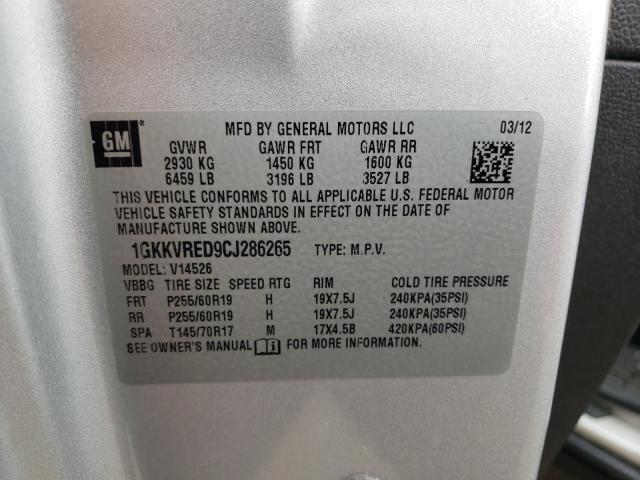 GM
MFD BY GENERAL MOTORS LLC 03/12
GVWR GAWR FRT GAWR RR
2930 KG 1450 KG 1600 KG
6459 LB 3196 LB 3527 LB
THIS VEHICLE CONFORMS TO ALL APPLICABLE U.S. FEDERAL MOTOR
VEHICLE SAFETY STANDARDS IN EFFECT ON THE DATE OF
MANUFACTURE SHOWN ABOVE.
1GKKVRED9CJ286265 TYPE: M.P.V.
MODEL: V14526
VBBG TIRE SIZE SPEED RTG RIM COLD TIRE PRESSURE
FRT P255/60R19 H 19X7.5J 240KPA(35PSI)
RR P255/60R19 H 19X7.5J 240KPA(35PSI)
SPA T145/70R17 M 17X4.5B 420KPA(60PSI)
SEE OWNER'S MANUAL FOR MORE INFORMATION.